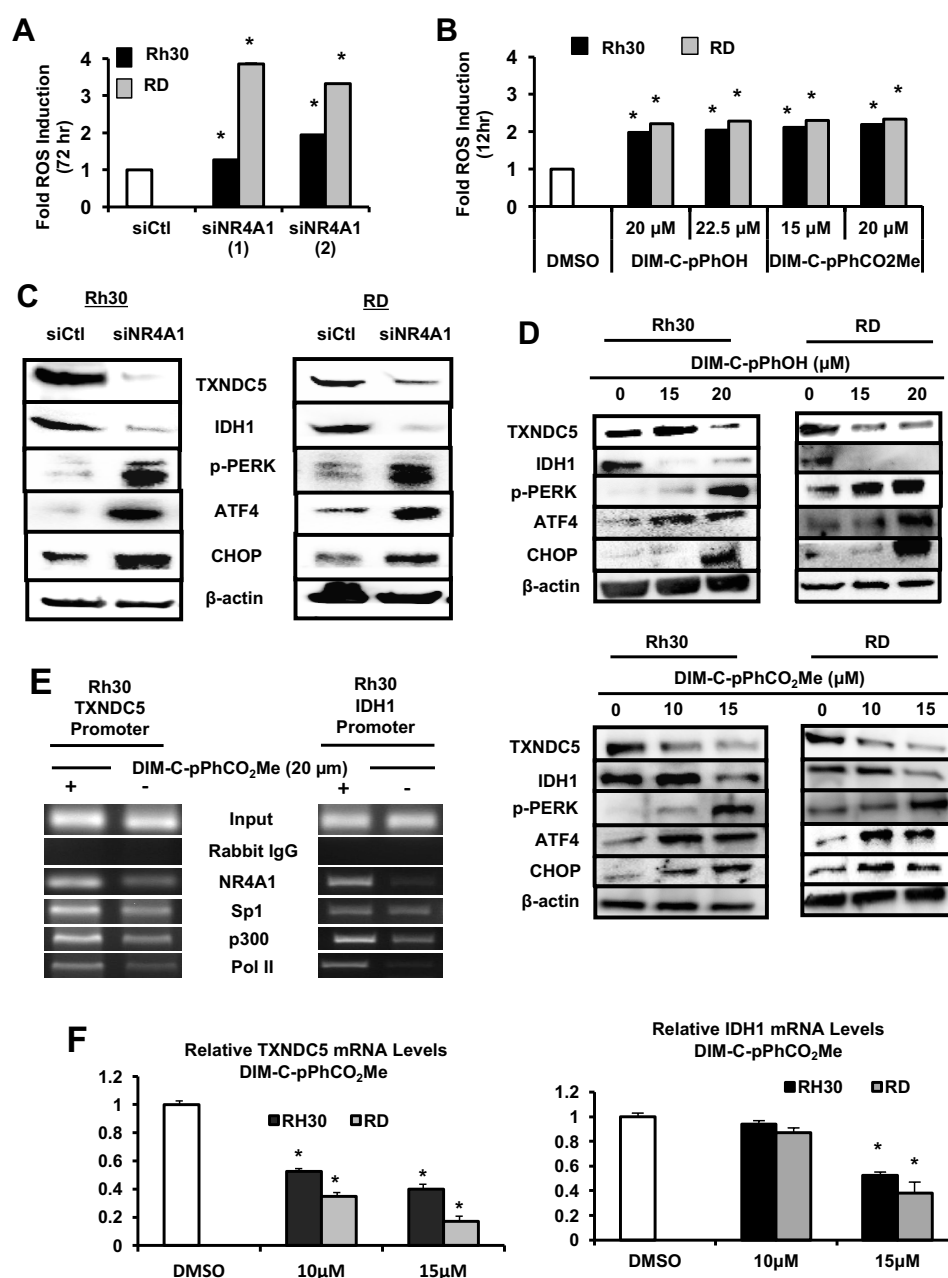 A
Rh30
RD
Fold ROS Induction
(72 hr)
4
3
2
1
0
*
*
*
*
siCtl
siNR4A1
(1)
siNR4A1
(2)
B
Rh30
RD
Fold ROS Induction
(12hr)
4
3
2
1
0
*
*
*
*
*
*
*
*
20 µM
22.5 µM
15 µM
20 µM
DMSO
DIM-C-pPhOH
DIM-C-pPhCO2Me
C
Rh30
RD
siCtl
siNR4A1
siCtl
siNR4A1
TXNDC5
IDH1
p-PERK
ATF4
CHOP
β-actin
D
Rh30
RD
DIM-C-pPhOH (µM)
0 15 20
0 15 20
TXNDC5
IDH1
p-PERK
ATF4
CHOP
β-actin
Rh30
RD
DIM-C-pPhCO₂Me (µM)
0 10 15
0 10 15
TXNDC5
IDH1
p-PERK
ATF4
CHOP
β-actin
E
Rh30
TXNDC5
Promoter
Rh30
IDH1
Promoter
DIM-C-pPhCO₂Me (20 µm)
+ -
+ -
Input
Rabbit IgG
NR4A1
Sp1
p300
Pol II
F
Relative TXNDC5 mRNA Levels
DIM-C-pPhCO₂Me
RH30
RD
1.2
1
0.8
0.6
0.4
0.2
0
*
*
*
*
DMSO
10µM
15µM
Relative IDH1 mRNA Levels
DIM-C-pPhCO₂Me
RH30
RD
1.2
1
0.8
0.6
0.4
0.2
0
*
*
DMSO
10µM
15µM